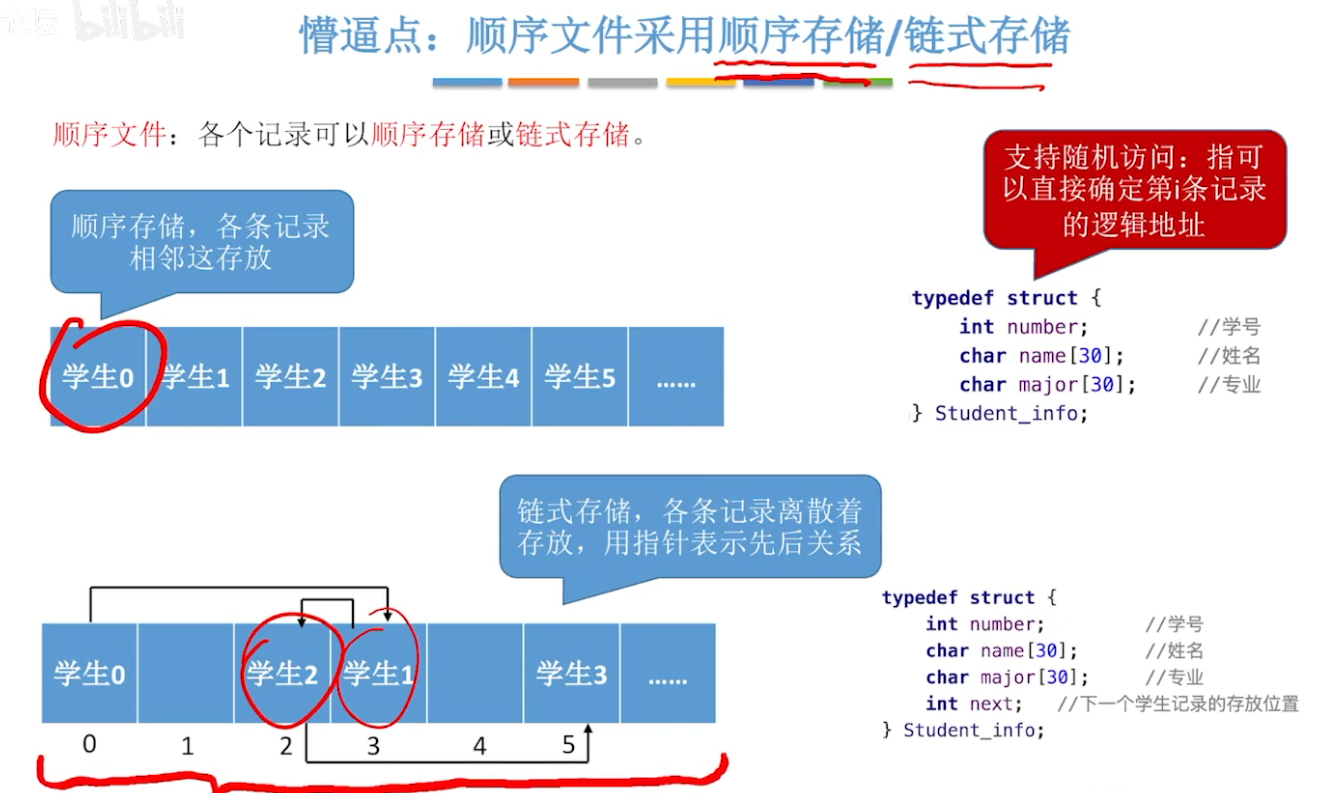 论坛 bilibili
懵逼点：顺序文件采用顺序存储/链式存储
顺序文件：各个记录可以顺序存储或链式存储。
支持随机访问：指可
以直接确定第i条记录
的逻辑地址
顺序存储，各条记录
相邻这存放
学生0 学生1 学生2 学生3 学生4 学生5 ……
typedef struct {
int number; //学号
char name[30]; //姓名
char major[30]; //专业
} Student_info;
链式存储，各条记录离散着
存放，用指针表示先后关系
学生0 学生2 学生1 学生3 ……
0 1 2 3 4 5
typedef struct {
int number; //学号
char name[30]; //姓名
char major[30]; //专业
int next; //下一个学生记录的存放位置
} Student_info;